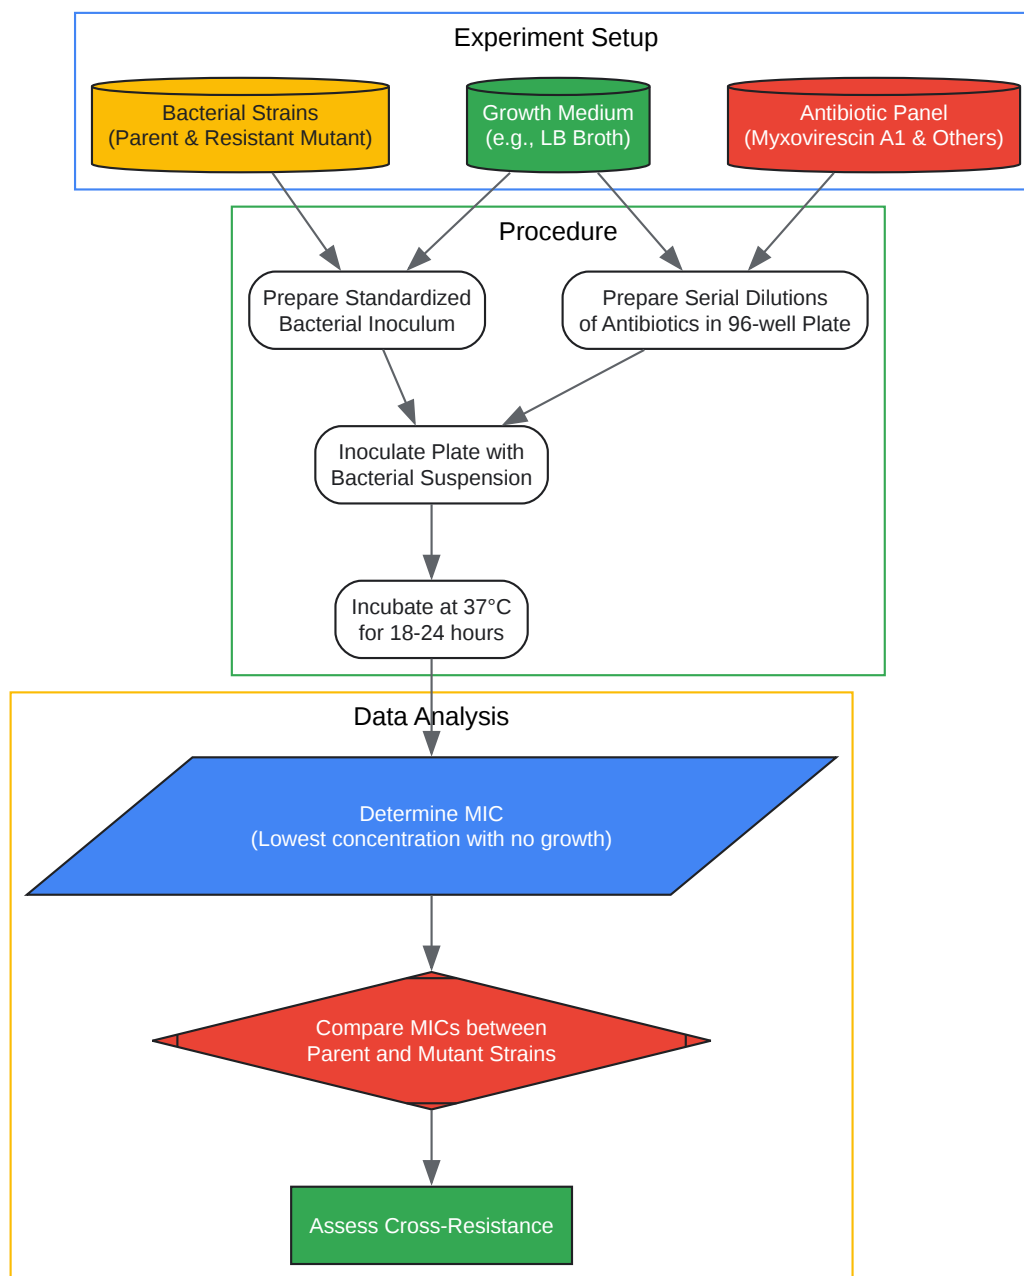 Experiment Setup
Bacterial Strains
(Parent & Resistant Mutant)
Growth Medium
(e.g., LB Broth)
Antibiotic Panel
(Myxovirescin A1 & Others)
Procedure
Prepare Standardized
Bacterial Inoculum
Prepare Serial Dilutions
of Antibiotics in 96-well Plate
Inoculate Plate with
Bacterial Suspension
Incubate at 37°C
for 18-24 hours
Data Analysis
Determine MIC
(Lowest concentration with no growth)
Compare MICs between
Parent and Mutant Strains
Assess Cross-Resistance